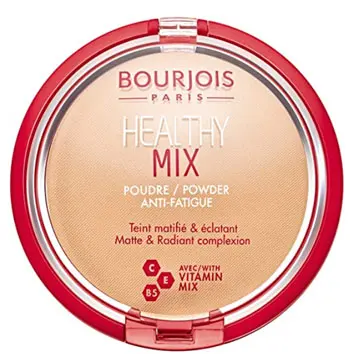 BOURJOIS
PARIS
HEALTHY
MIX
POUDRE / POWDER
ANTI-FATIGUE
Teint matifié & éclatant
Matte & Radiant complexion
C
E
B5
AVEC/WITH
VITAMIN
MIX